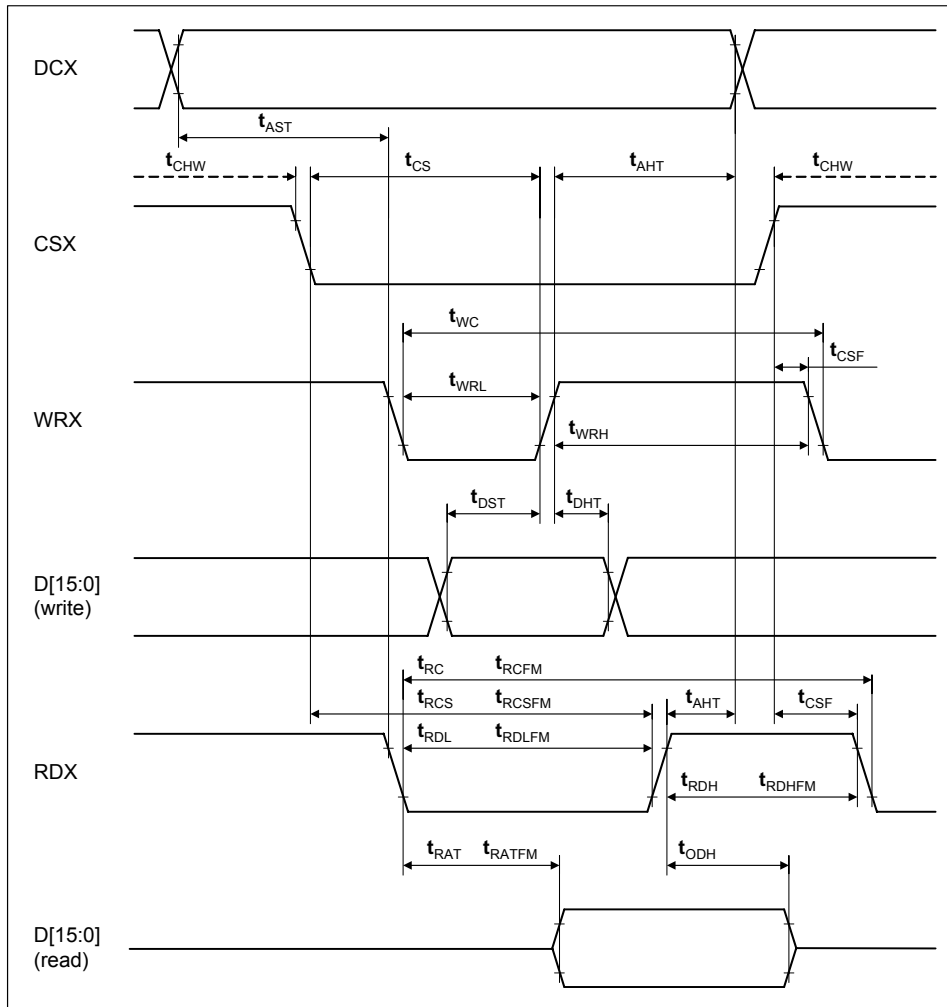 DCX
tAST
tCHW tCS tAHT tCHW
CSX
tWC
tCSF
tWRL
WRX
tWRH
tDST tDHT
D[15:0]
(write)
tRC tRCFM
tRCS tRCSFM tAHT tCSF
tRDL tRDLFM
RDX
tRDH tRDHFM
tRAT tRATFM tODH
D[15:0]
(read)